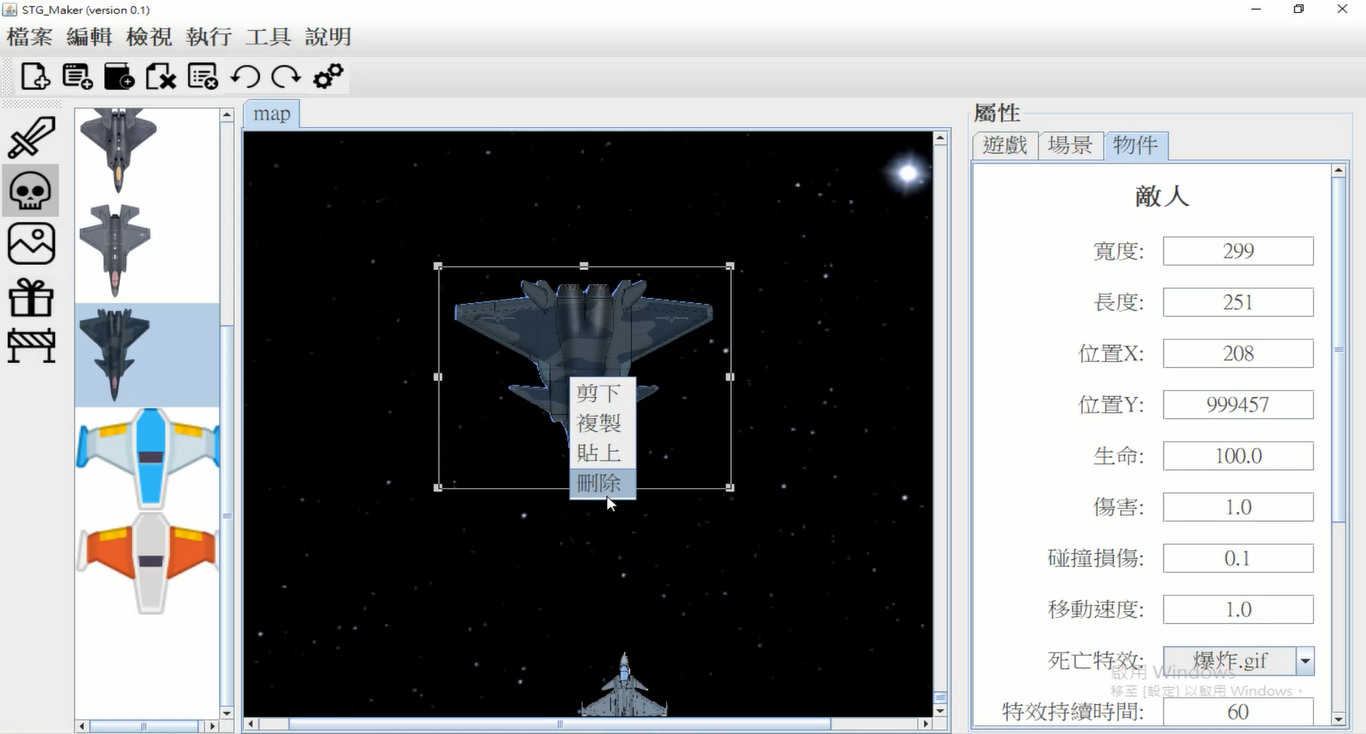 STG_Maker (version 0.1)
檔案 編輯 檢視 執行 工具 說明
map
剪下
複製
貼上
刪除
屬性
遊戲 場景 物件
敵人
寬度: 299
長度: 251
位置X: 208
位置Y: 999457
生命: 100.0
傷害: 1.0
碰撞損傷: 0.1
移動速度: 1.0
死亡特效: 爆炸.gif
啟用 Windows
移至 [設定] 以啟用 Windows。
特效持續時間: 60